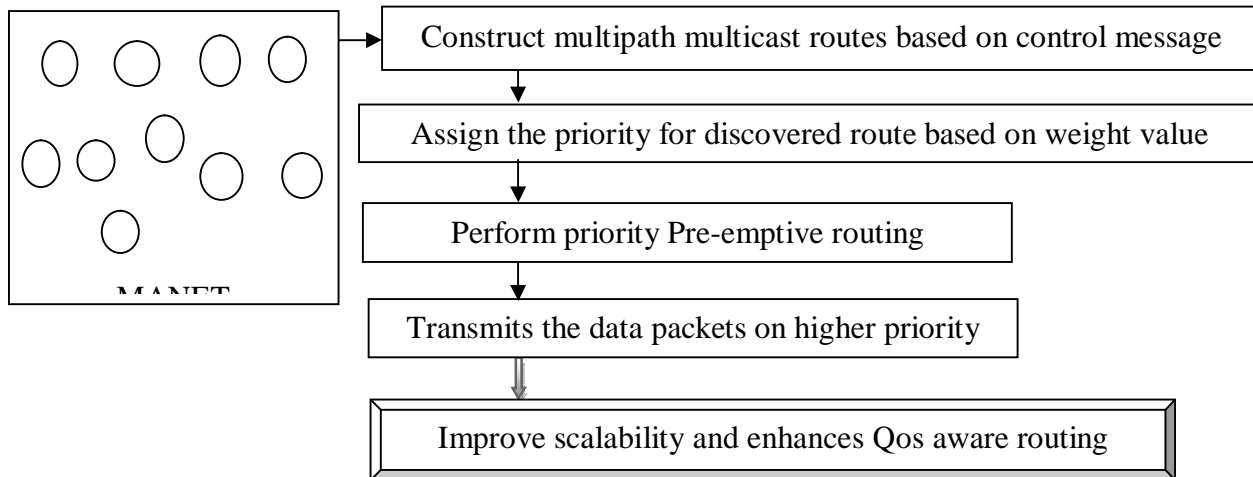 Construct multipath multicast routes based on control message
Assign the priority for discovered route based on weight value
Perform priority Pre-emptive routing
MANET
Transmits the data packets on higher priority
Improve scalability and enhances Qos aware routing